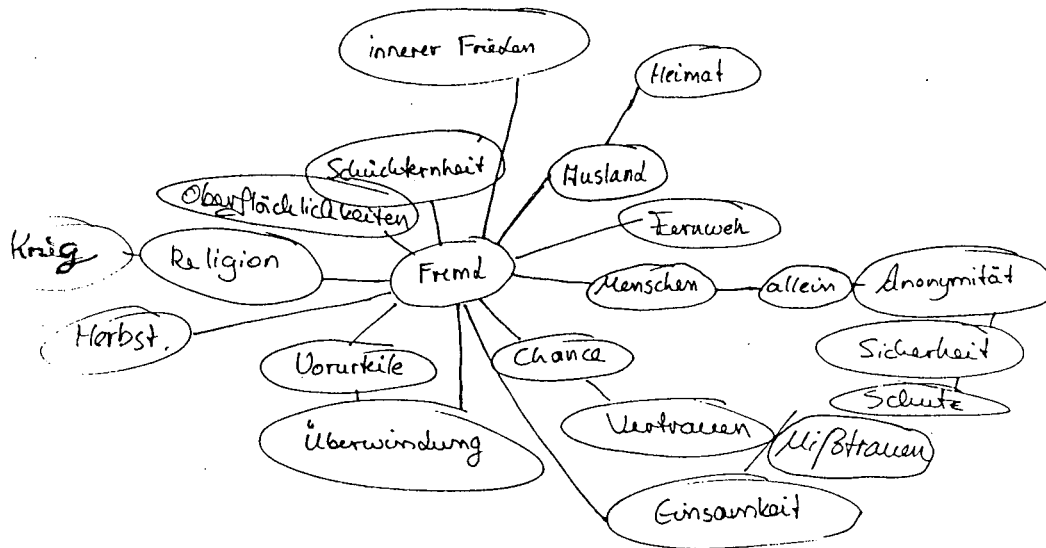 innerer Frieden
Heimat
Schüchternheit
Ausland
Oberflächlichkeiten
Fernweh
Krieg
Religion
Fremd
Menschen
allein
Anonymität
Herbst.
Vorurteile
Chance
Sicherheit
Schutz
Überwindung
Vertrauen
Mißtrauen
Einsamkeit